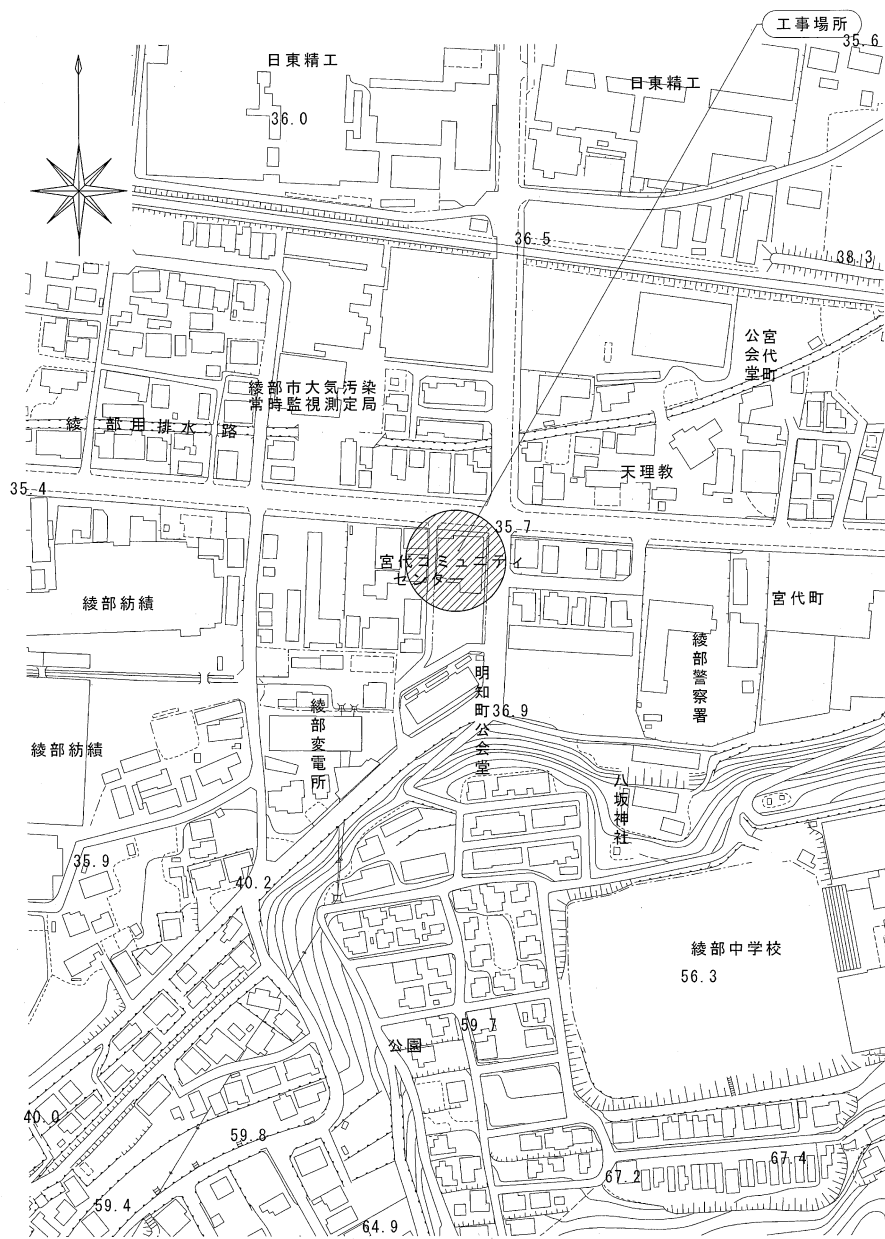 工事場所
35.6
日東精工
日東精工
36.0
36.5
38.3
宮代町
公会堂
綾部市大気汚染
常時監視測定局
綾部用排水路
天理教
35.4
35.7
宮代コミュニティ
センター
綾部紡績
宮代町
綾部警察署
明知町公会堂
36.9
綾部変電所
綾部紡績
八坂神社
35.9
40.2
綾部中学校
56.3
59.7
公園
40.0
59.8
67.4
67.2
59.4
64.9